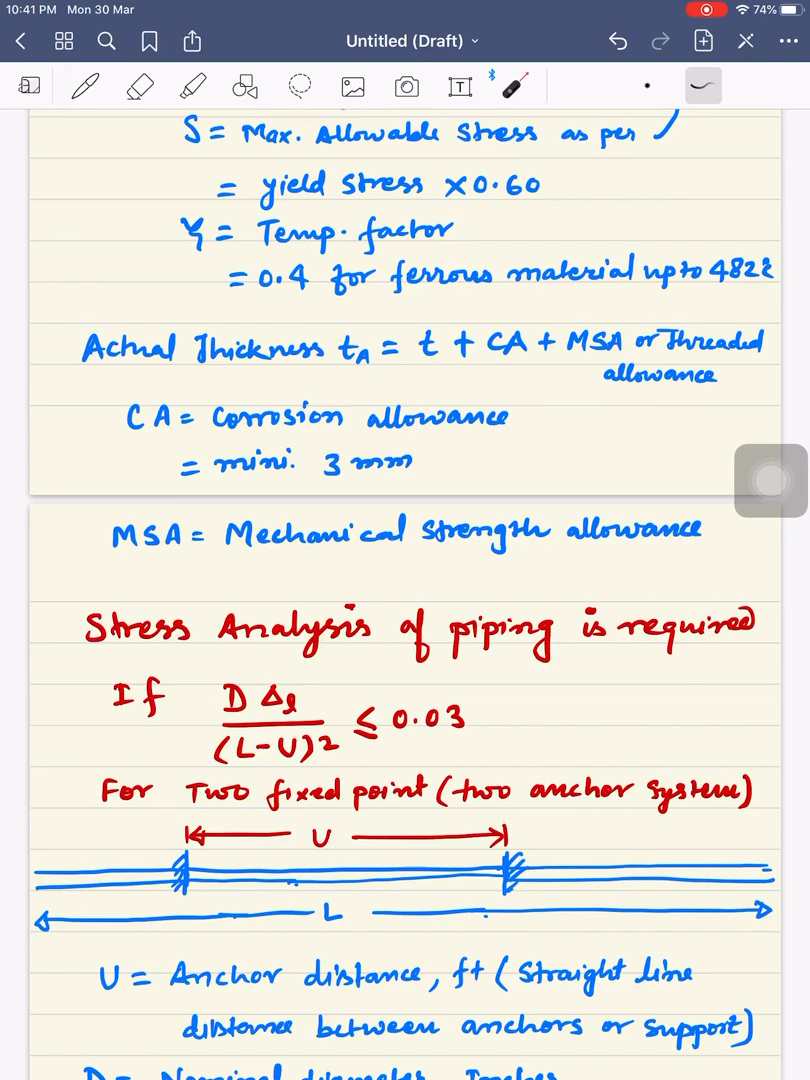 10:41 PM Mon 30 Mar
74%
Untitled (Draft)
S = Max. Allowable Stress as per
= yield stress × 0.60
Y = Temp. factor
= 0.4 for ferrous material up to 482
Actual Thickness tA = t + CA + MSA or Threaded
allowance
CA = Corrosion allowance
= mini. 3 mm
MSA = Mechanical strength allowance
Stress Analysis of piping is required
If D Δl / (L-U)² ≤ 0.03
For Two fixed point (two anchor system)
U
L
U = Anchor distance, ft (Straight line
distance between anchors or support)
D = Nominal diameter, Inches